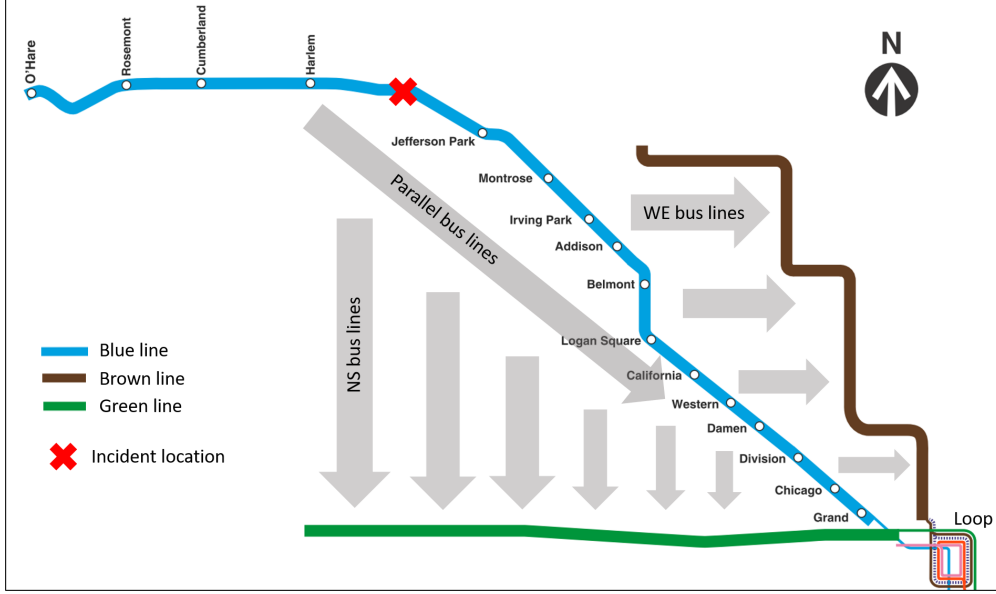 O'Hare
Rosemont
Cumberland
Harlem
N
Jefferson Park
Montrose
Parallel bus lines
WE bus lines
Irving Park
Addison
Belmont
NS bus lines
Logan Square
Blue line
California
Brown line
Western
Green line
Damen
Incident location
Division
Chicago
Grand
Loop